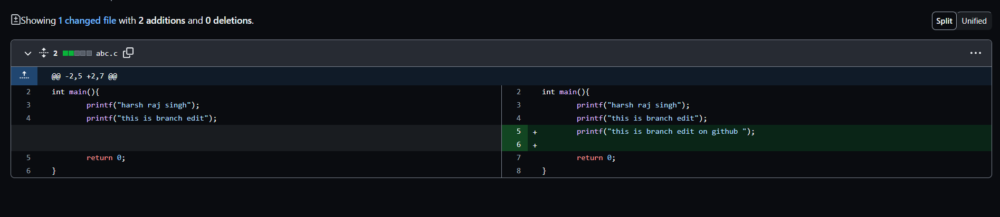 Showing 1 changed file with 2 additions and 0 deletions.
Split Unified
2 abc.c
@@ -2,5 +2,7 @@
2 int main(){
3 printf("harsh raj singh");
4 printf("this is branch edit");
5 return 0;
6 }
2 int main(){
3 printf("harsh raj singh");
4 printf("this is branch edit");
5 + printf("this is branch edit on github ");
6 +
7 return 0;
8 }